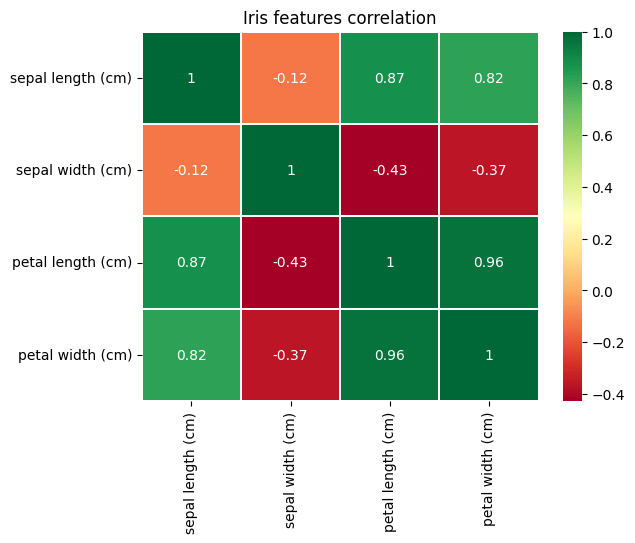 Iris features correlation
sepal length (cm)
1
-0.12
0.87
0.82
sepal width (cm)
-0.12
1
-0.43
-0.37
petal length (cm)
0.87
-0.43
1
0.96
petal width (cm)
0.82
-0.37
0.96
1
sepal length (cm)
sepal width (cm)
petal length (cm)
petal width (cm)
1.0
0.8
0.6
0.4
0.2
0.0
−0.2
−0.4